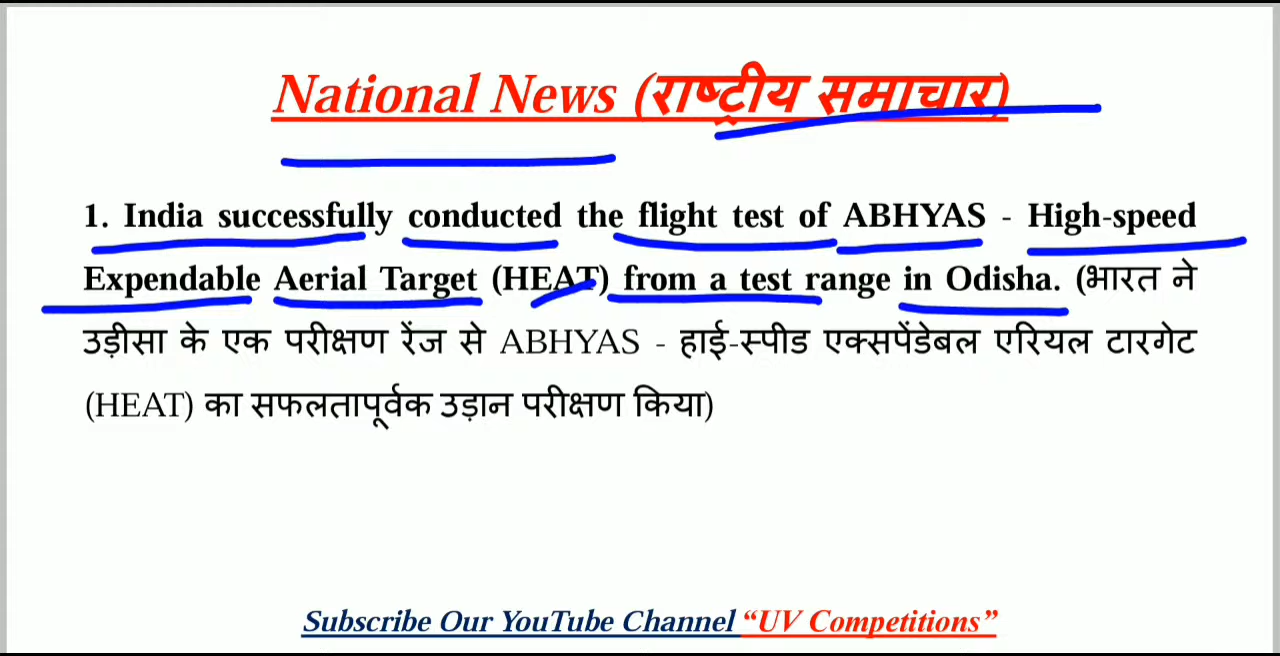 National News (राष्ट्रीय समाचार)
1. India successfully conducted the flight test of ABHYAS - High-speed
Expendable Aerial Target (HEAT) from a test range in Odisha. (भारत ने
उड़ीसा के एक परीक्षण रेंज से ABHYAS - हाई-स्पीड एक्सपेंडेबल एरियल टारगेट
(HEAT) का सफलतापूर्वक उड़ान परीक्षण किया)
Subscribe Our YouTube Channel “UV Competitions”